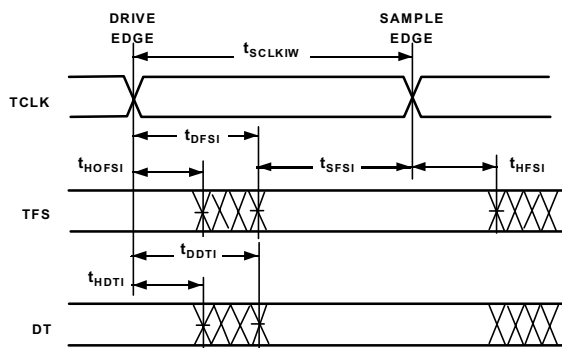 DRIVE
EDGE
SAMPLE
EDGE
tSCLKIW
TCLK
tDFSI
tHOFSI
tSFSI
tHFSI
TFS
tDDTI
tHDTI
DT